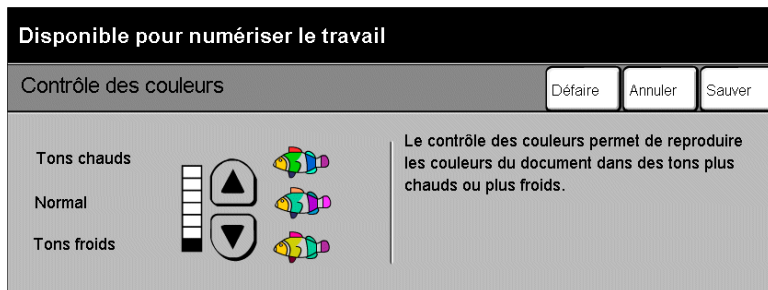 Disponible pour numériser le travail
Contrôle des couleurs
Défaire
Annuler
Sauver
Tons chauds
Normal
Tons froids
Le contrôle des couleurs permet de reproduire
les couleurs du document dans des tons plus
chauds ou plus froids.